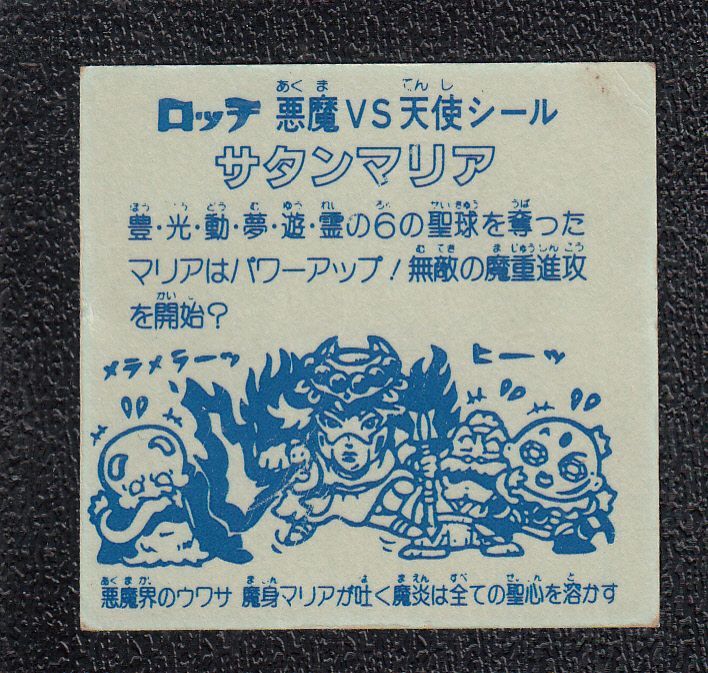 ロッテ 悪魔VS天使シール
サタンマリア
豊・光・動・夢・遊・霊の6の聖球を奪った
マリアはパワーアップ！無敵の魔重進攻
を開始？
メラメラーッ
ヒーッ
悪魔界のウワサ 魔身マリアが吐く魔炎は全ての聖心を溶かす